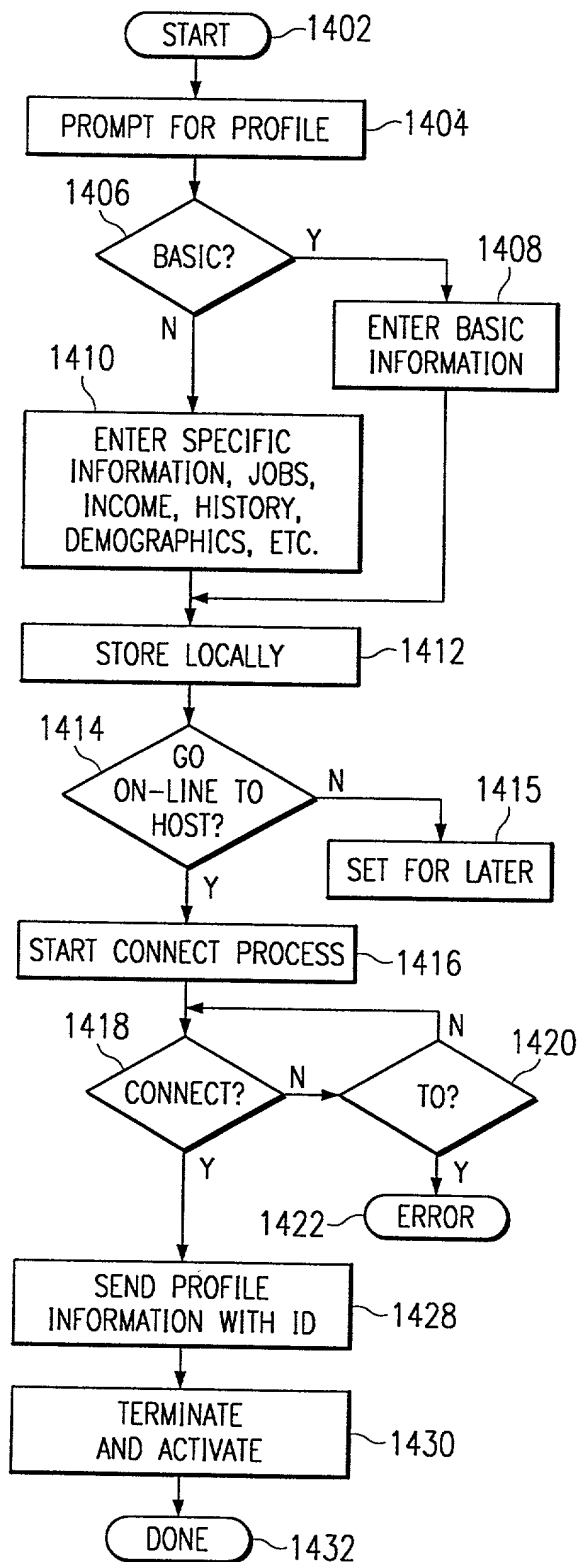 START
1402
PROMPT FOR PROFILE
1404
1406
BASIC?
Y
N
1408
ENTER BASIC
INFORMATION
1410
ENTER SPECIFIC
INFORMATION, JOBS,
INCOME, HISTORY,
DEMOGRAPHICS, ETC.
STORE LOCALLY
1412
1414
GO
ON-LINE TO
HOST?
N
Y
1415
SET FOR LATER
START CONNECT PROCESS
1416
1418
CONNECT?
N
Y
N
1420
TO?
Y
1422
ERROR
SEND PROFILE
INFORMATION WITH ID
1428
TERMINATE
AND ACTIVATE
1430
DONE
1432